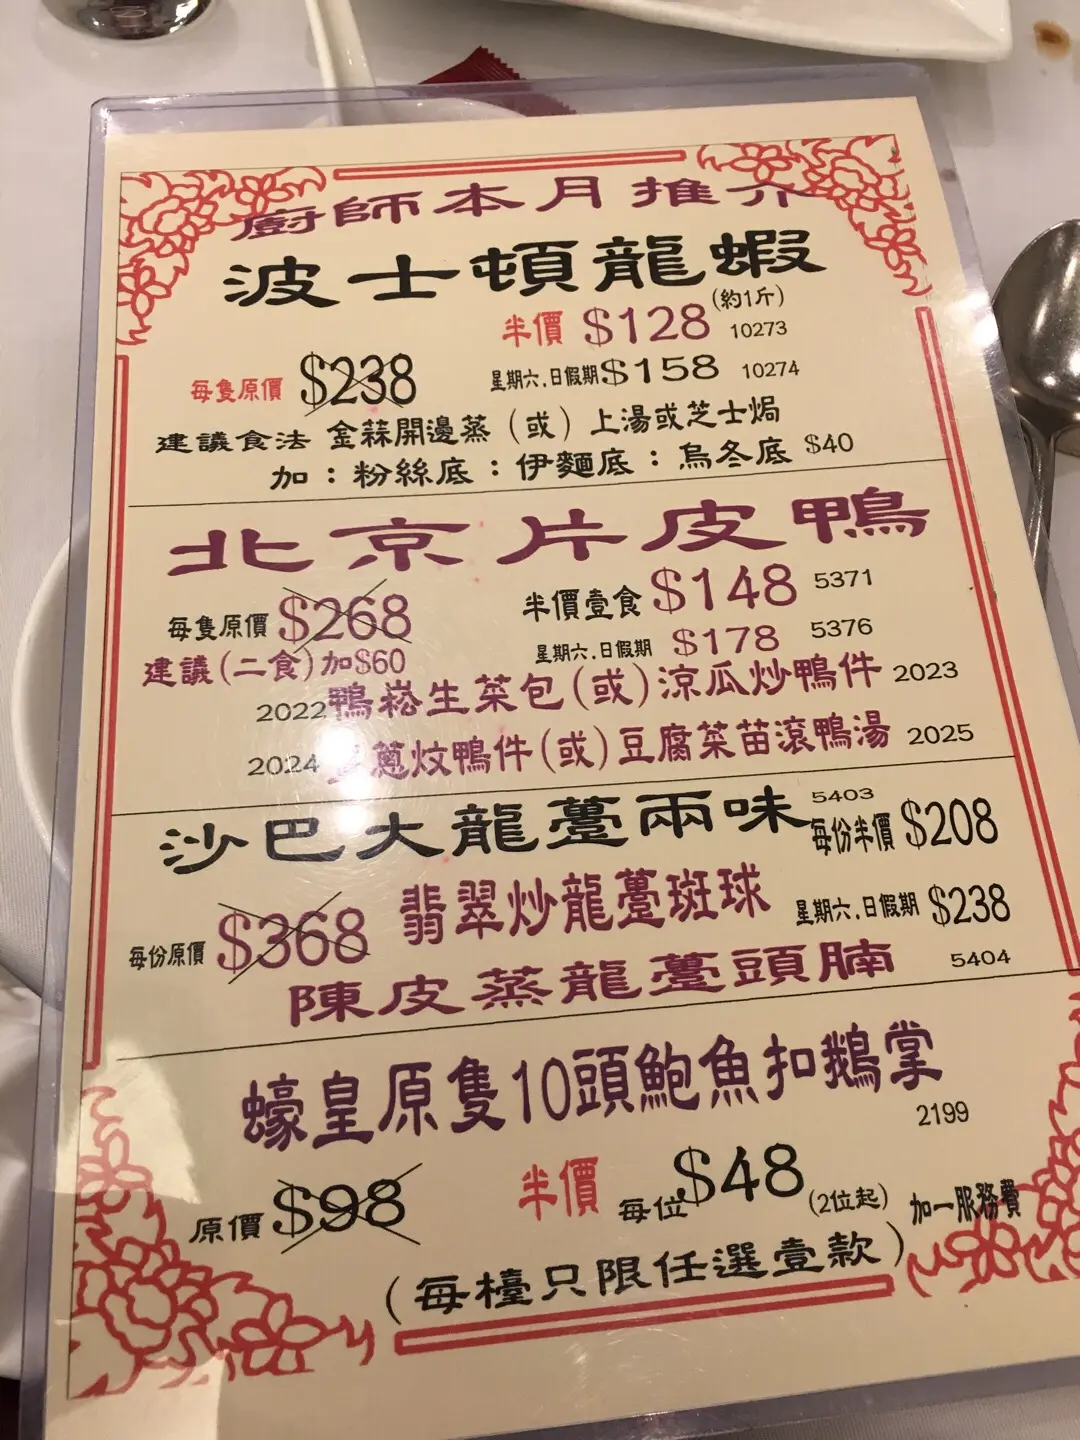 廚師本月推介
波士頓龍蝦
半價 $128 (約1斤) 10273
每隻原價 $238 星期六.日假期 $158 10274
建議食法 金蒜開邊蒸 (或) 上湯或芝士焗
加：粉絲底：伊麵底：烏冬底 $40
北京片皮鴨
每隻原價 $268 半價壹食 $148 5371
建議(二食)加$60 星期六.日假期 $178 5376
2022 鴨崧生菜包(或)涼瓜炒鴨件 2023
2024 蔥炆鴨件(或)豆腐菜苗滾鴨湯 2025
沙巴大龍躉兩味 5403 每份半價 $208
每份原價 $368 翡翠炒龍躉斑球 星期六.日假期 $238
陳皮蒸龍躉頭腩 5404
蠔皇原隻10頭鮑魚扣鵝掌
2199
原價 $98 半價 每位 $48 (2位起) 加一服務費
(每檯只限任選壹款)